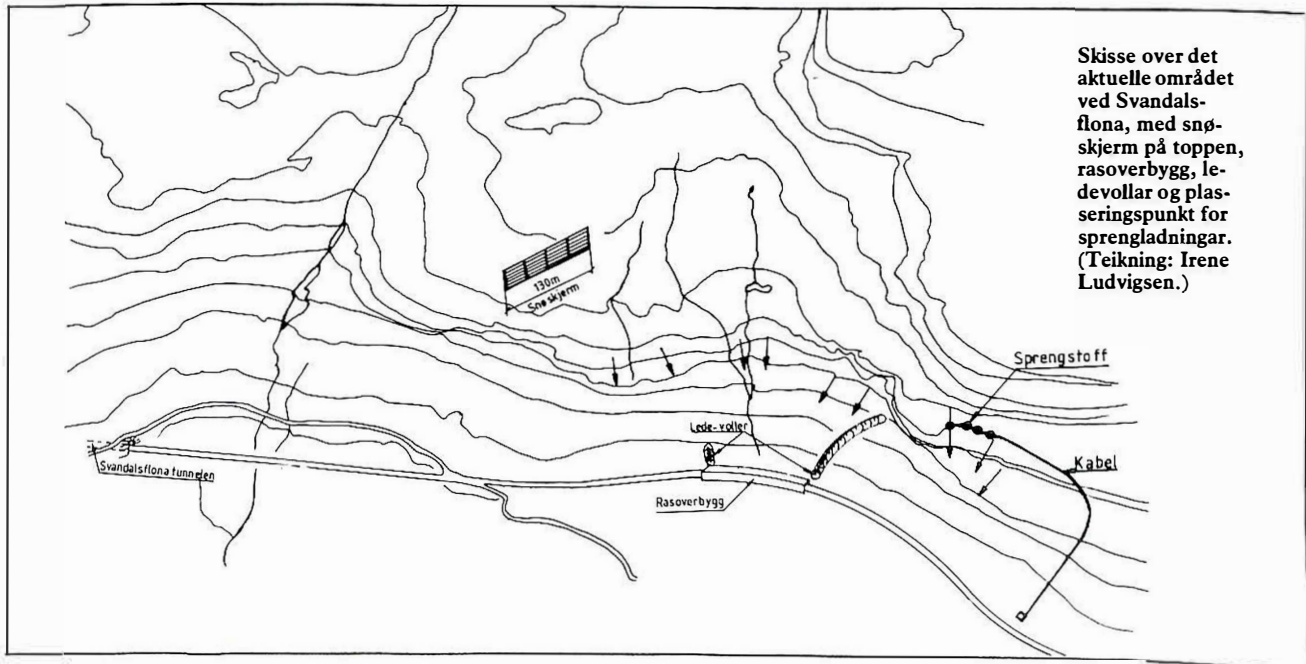 Skisse over det
aktuelle området
ved Svandals-
flona, med snø-
skjerm på toppen,
rasoverbygg, le-
devollar og plas-
seringspunkt for
sprengladningar.
(Teikning: Irene
Ludvigsen.)
130m
Snøskjerm
Sprengstoff
Lede-voller
Kabel
Svandalsflona tunnelen
Rasoverbygg